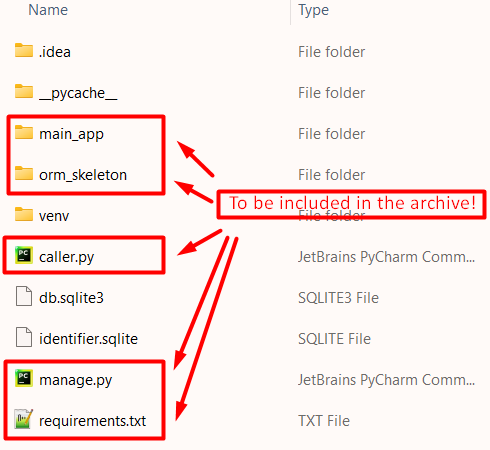 Name Type
.idea File folder
__pycache__ File folder
main_app File folder
orm_skeleton File folder
To be included in the archive!
venv File folder
caller.py JetBrains PyCharm Comm...
db.sqlite3 SQLITE3 File
identifier.sqlite SQLITE File
manage.py JetBrains PyCharm Comm...
requirements.txt TXT File